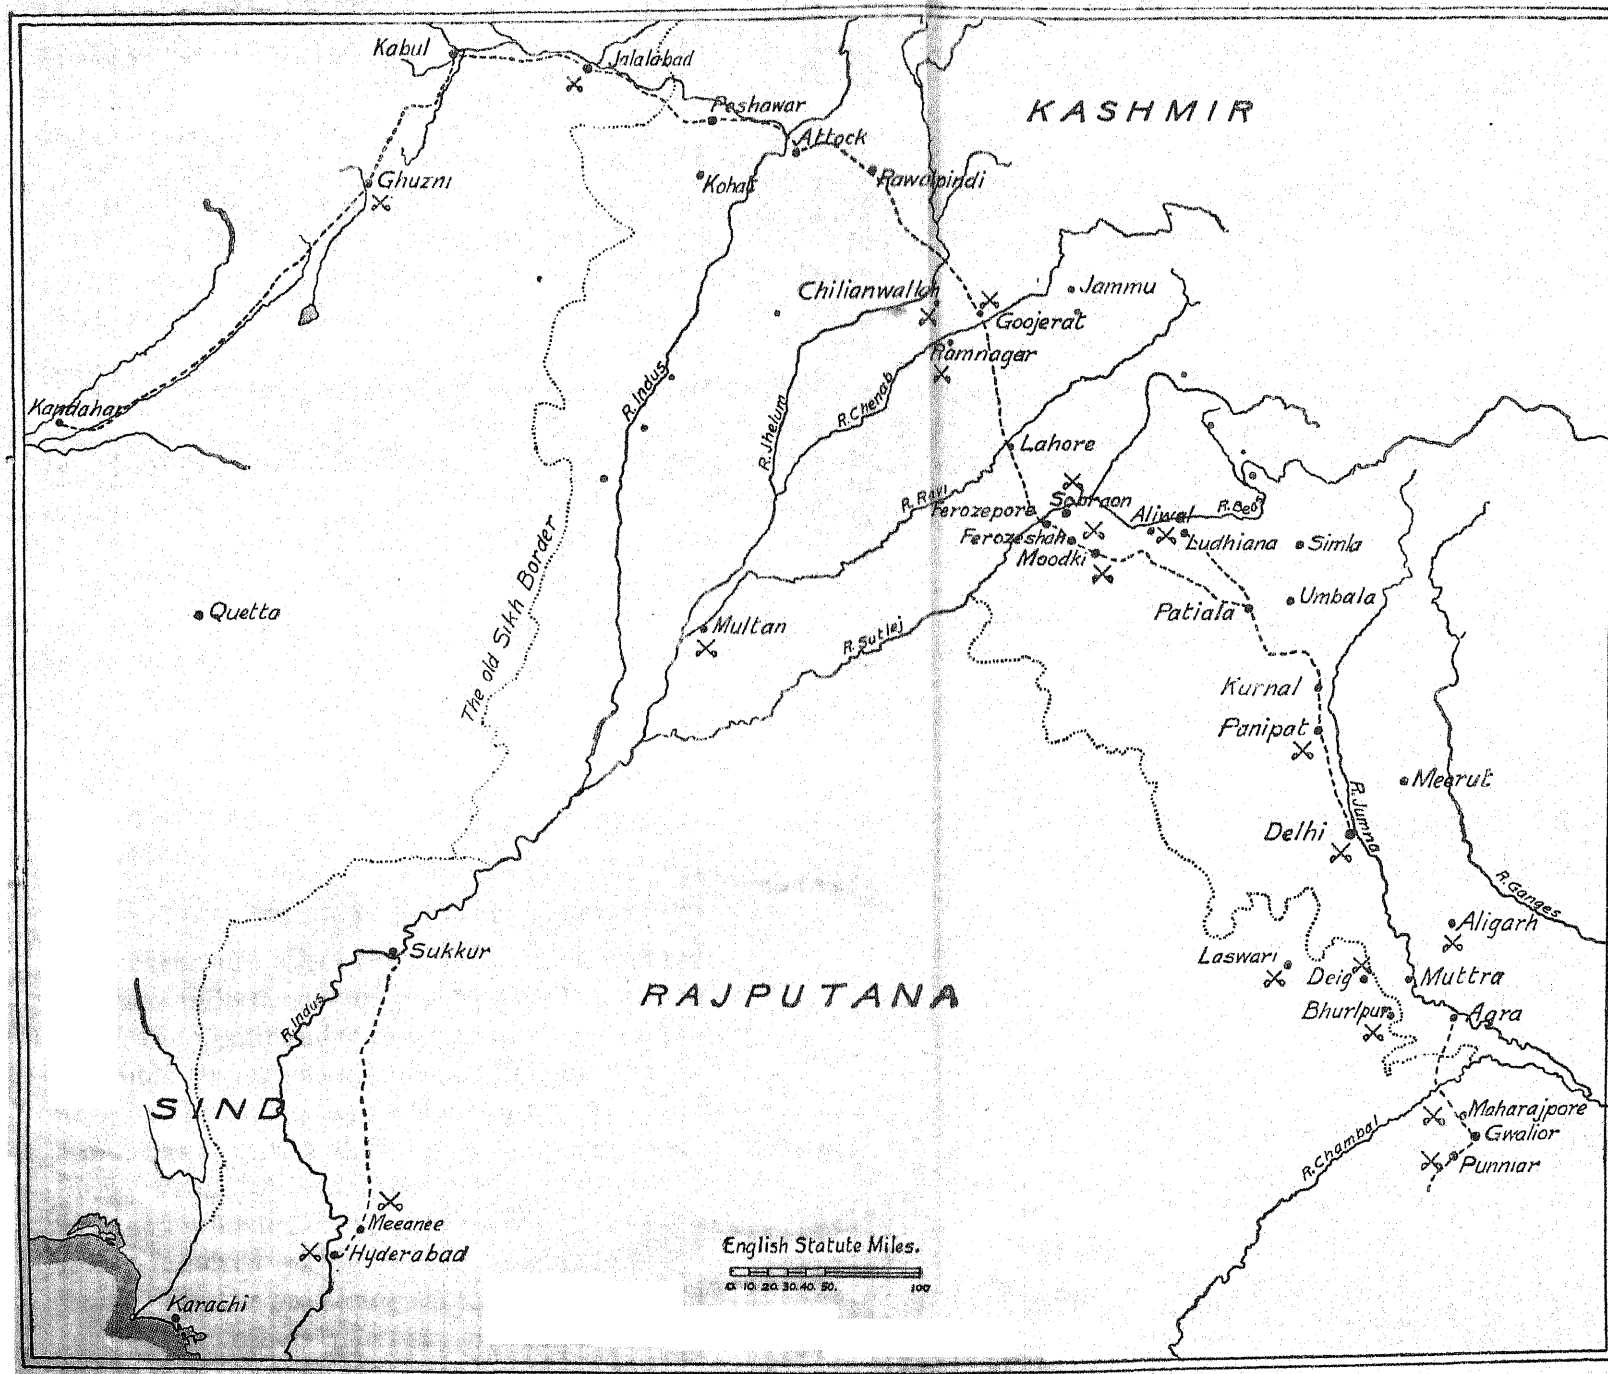 Kabul
Jalalabad
Peshawar
KASHMIR
Attock
Kohat
Rawalpindi
Ghuzni
Chilianwallah
Jammu
Goojerat
Ramnagar
Kandahar
R. Indus
R. Jhelum
R. Chenab
Lahore
R. Ravi
Sobraon
Ferozepore
Aliwal
R. Beas
Ferozeshah
Ludhiana
Simla
Moodki
The old Sikh Border
Quetta
Multan
Patiala
Umbala
R. Sutlej
Kurnal
Panipat
Meerut
R. Jumna
Delhi
R. Ganges
Aligarh
Sukkur
Laswari
Deig
Muttra
RAJPUTANA
R. Indus
Bhurtpur
Agra
SIND
Maharajpore
Gwalior
R. Chambal
Punniar
Meeanee
Hyderabad
English Statute Miles.
0. 10. 20. 30. 40. 50. 100
Karachi